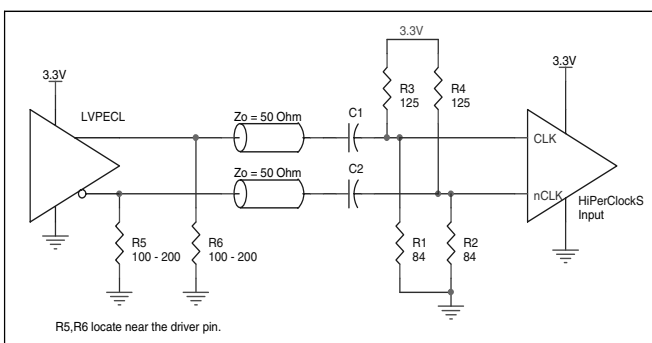 3.3V
3.3V
3.3V
R3
125
R4
125
LVPECL
Zo = 50 Ohm
C1
CLK
Zo = 50 Ohm
C2
nCLK
HiPerClockS
Input
R5
100 - 200
R6
100 - 200
R1
84
R2
84
R5,R6 locate near the driver pin.